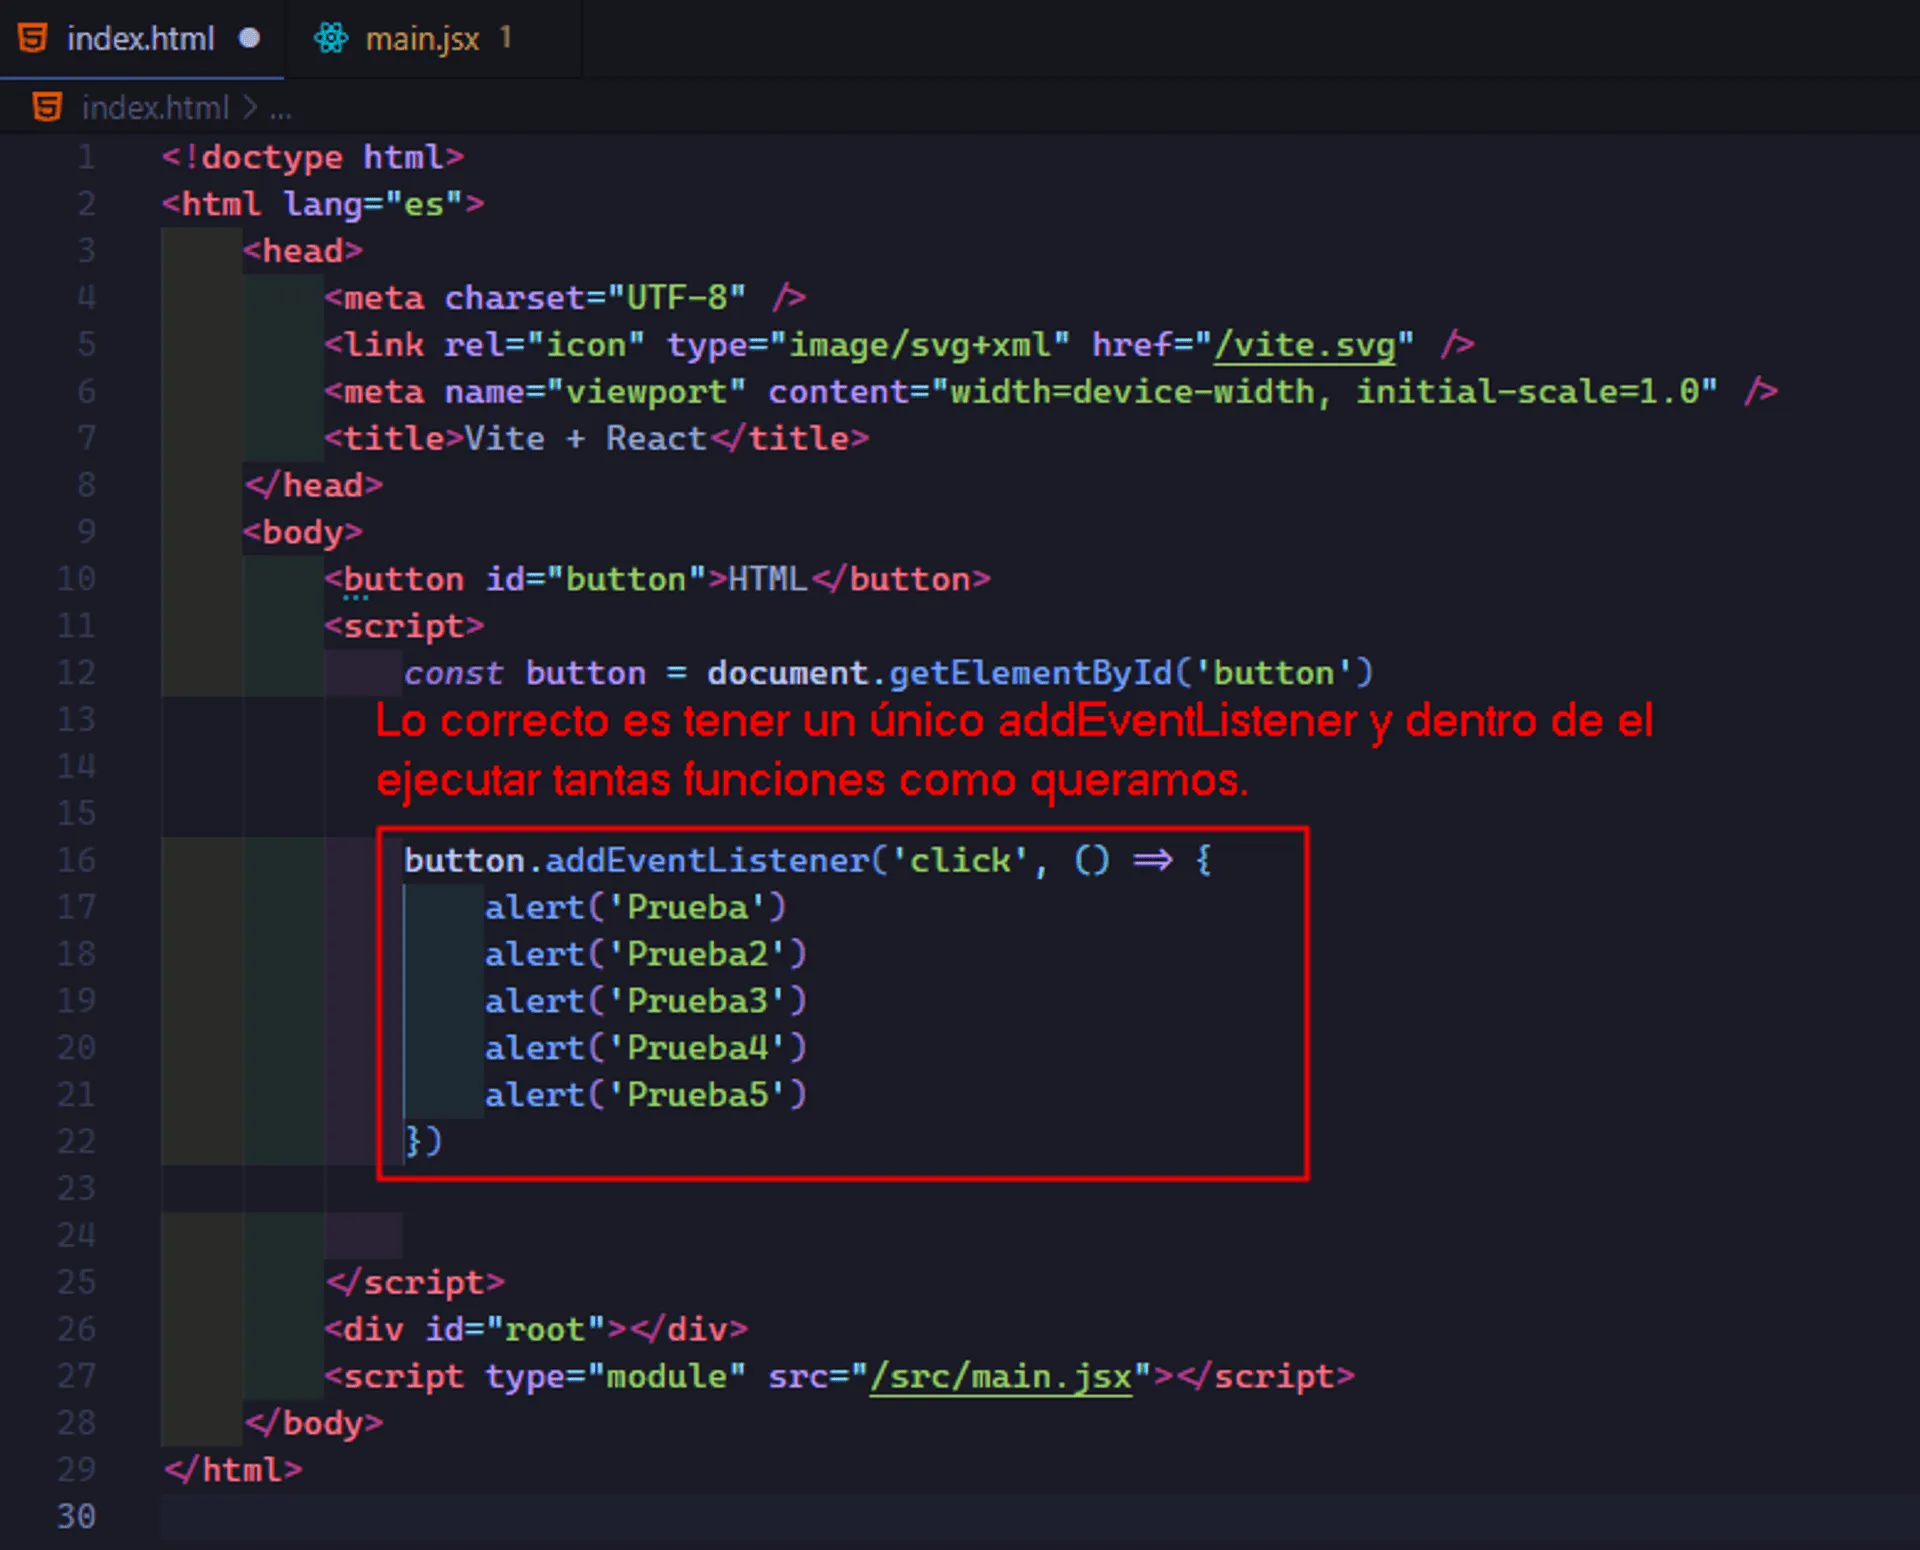 index.html
main.jsx 1
index.html > ...
1 <!doctype html>
2 <html lang="es">
3 <head>
4 <meta charset="UTF-8" />
5 <link rel="icon" type="image/svg+xml" href="/vite.svg" />
6 <meta name="viewport" content="width=device-width, initial-scale=1.0" />
7 <title>Vite + React</title>
8 </head>
9 <body>
10 <button id="button">HTML</button>
11 <script>
12 const button = document.getElementById('button')
13 Lo correcto es tener un único addEventListener y dentro de el
14 ejecutar tantas funciones como queramos.
15
16 button.addEventListener('click', () => {
17 alert('Prueba')
18 alert('Prueba2')
19 alert('Prueba3')
20 alert('Prueba4')
21 alert('Prueba5')
22 })
23
24
25 </script>
26 <div id="root"></div>
27 <script type="module" src="/src/main.jsx"></script>
28 </body>
29 </html>
30